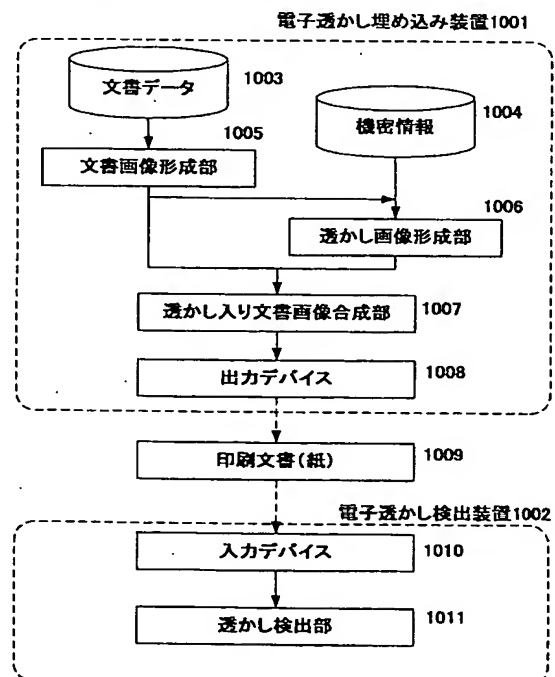 電子透かし埋め込み装置1001
文書データ
1003
機密情報
1004
1005
文書画像形成部
1006
透かし画像形成部
透かし入り文書画像合成部
1007
出力デバイス
1008
印刷文書(紙)
1009
電子透かし検出装置1002
入力デバイス
1010
透かし検出部
1011